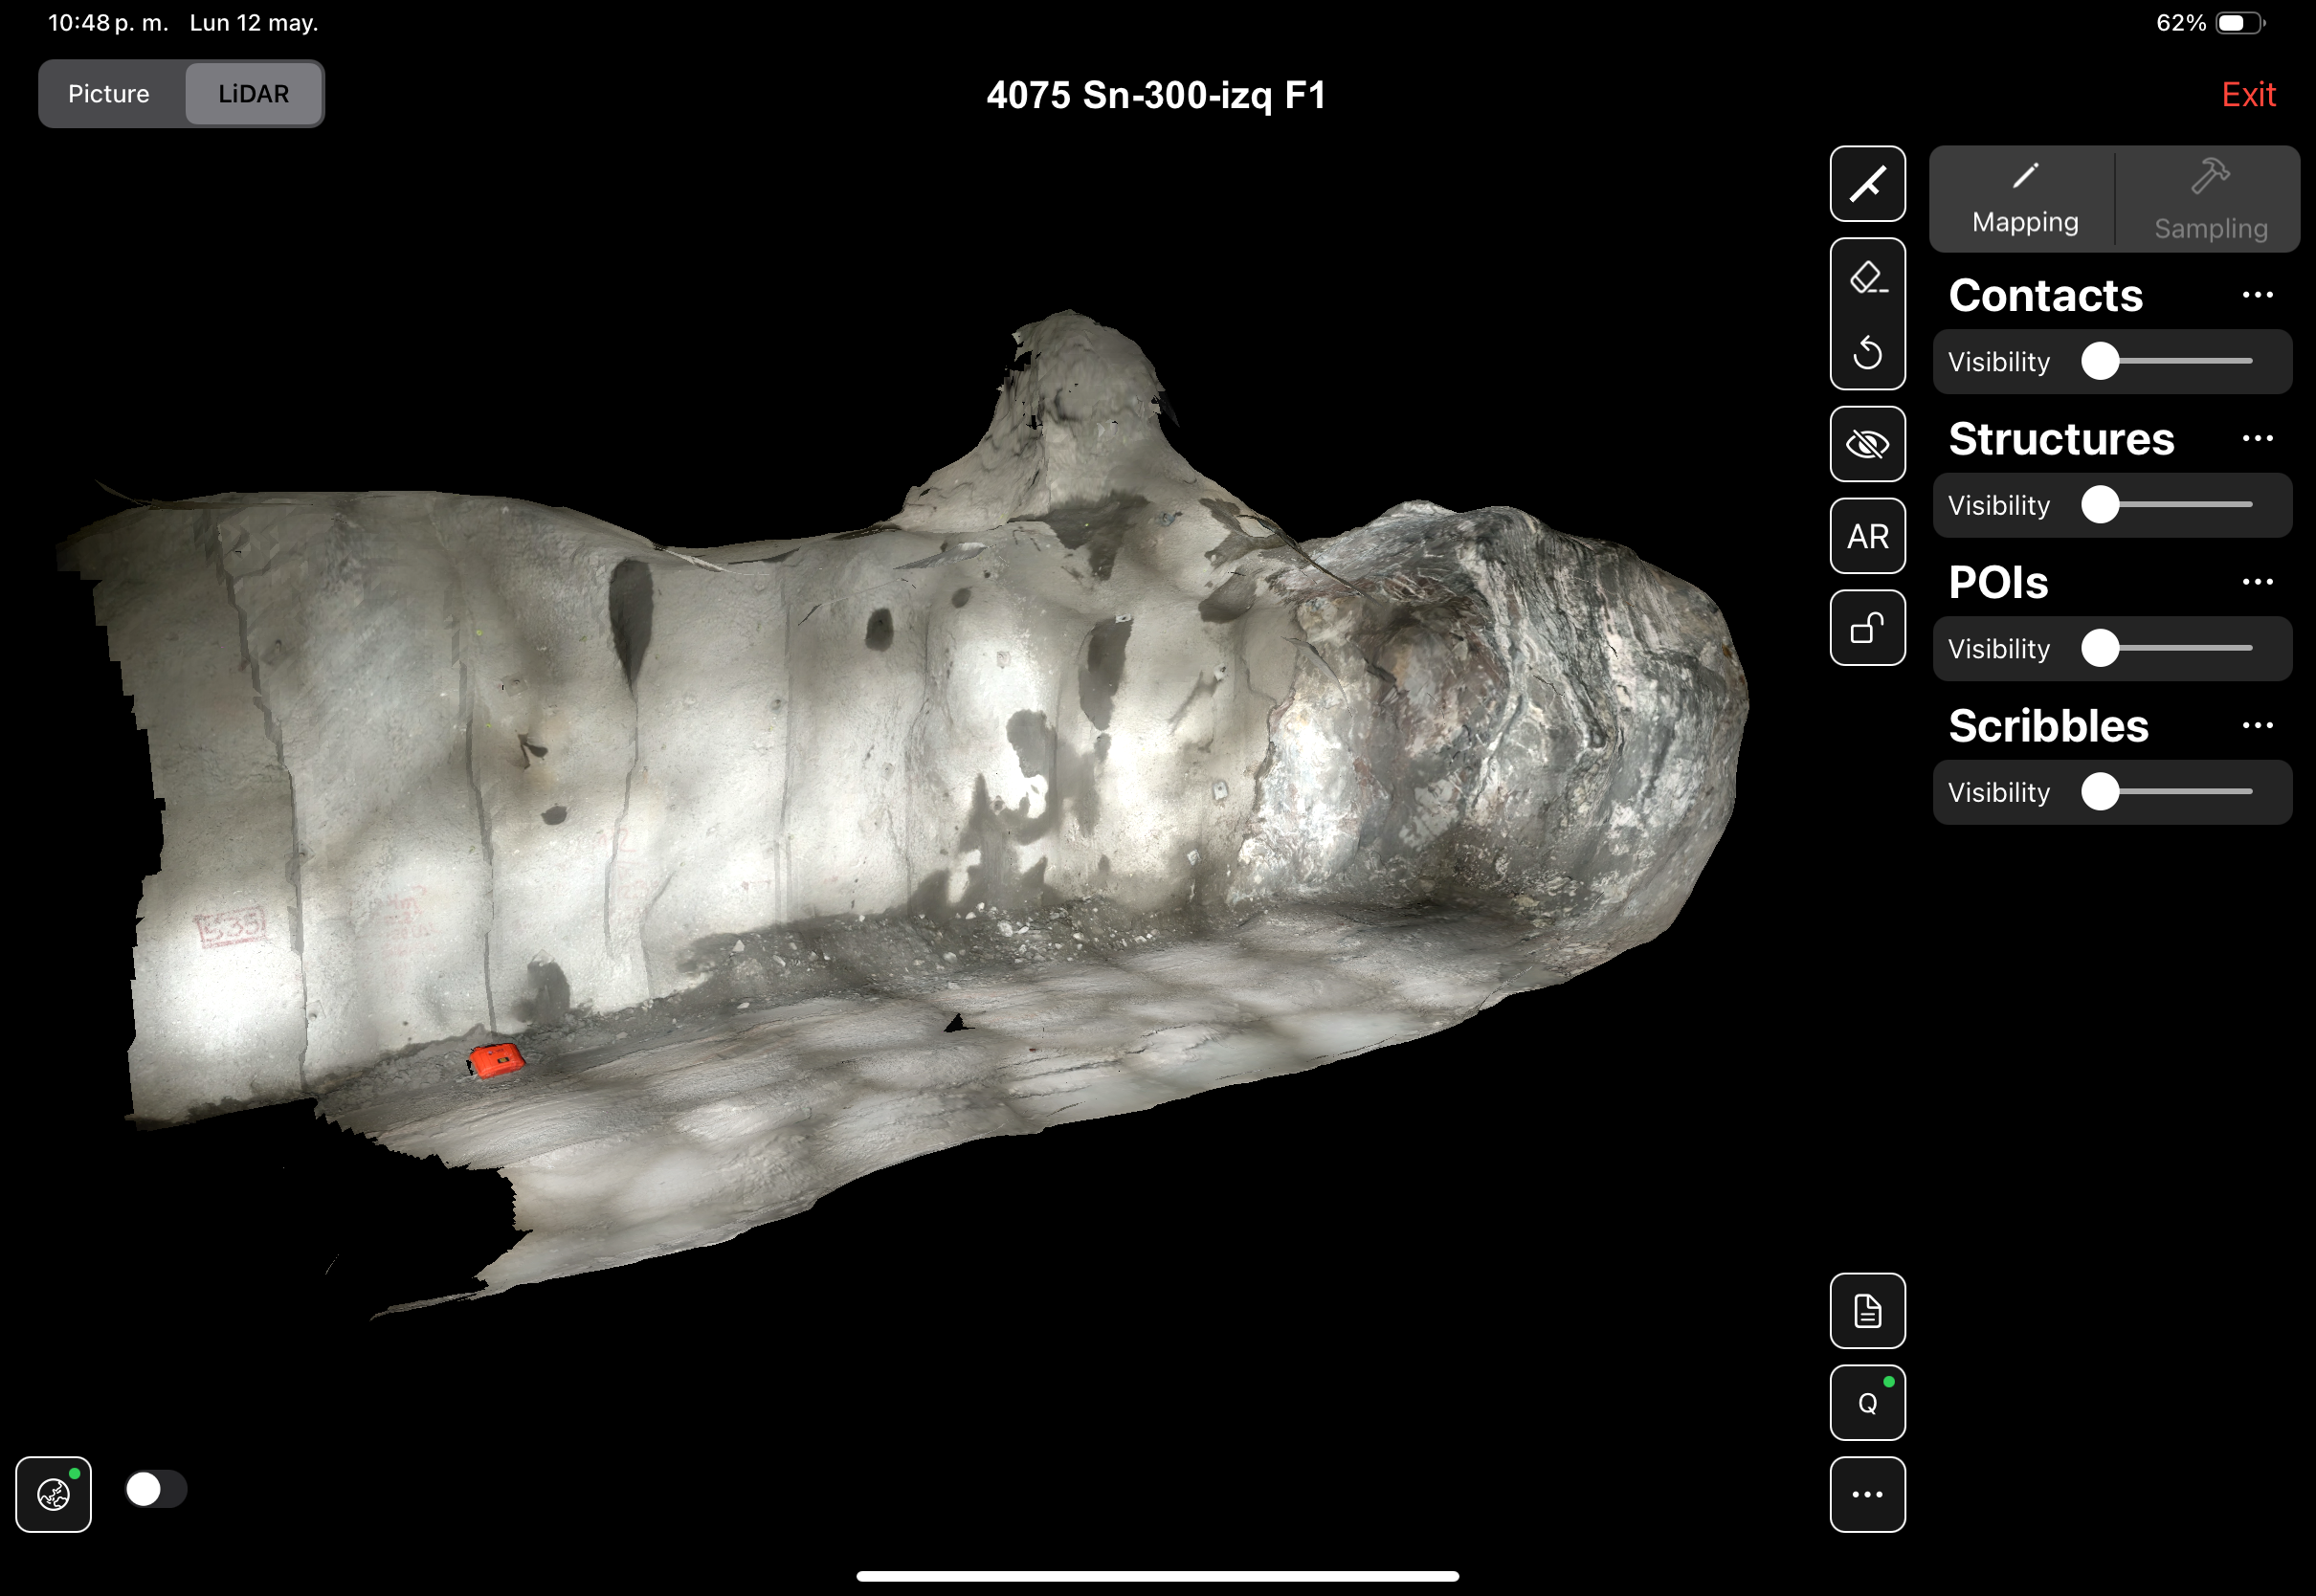 10:48 p. m. Lun 12 may.
62%
Picture
LiDAR
4075 Sn-300-izq F1
Exit
Mapping
Sampling
Contacts
Visibility
Structures
Visibility
AR
POIs
Visibility
Scribbles
Visibility
535
Q